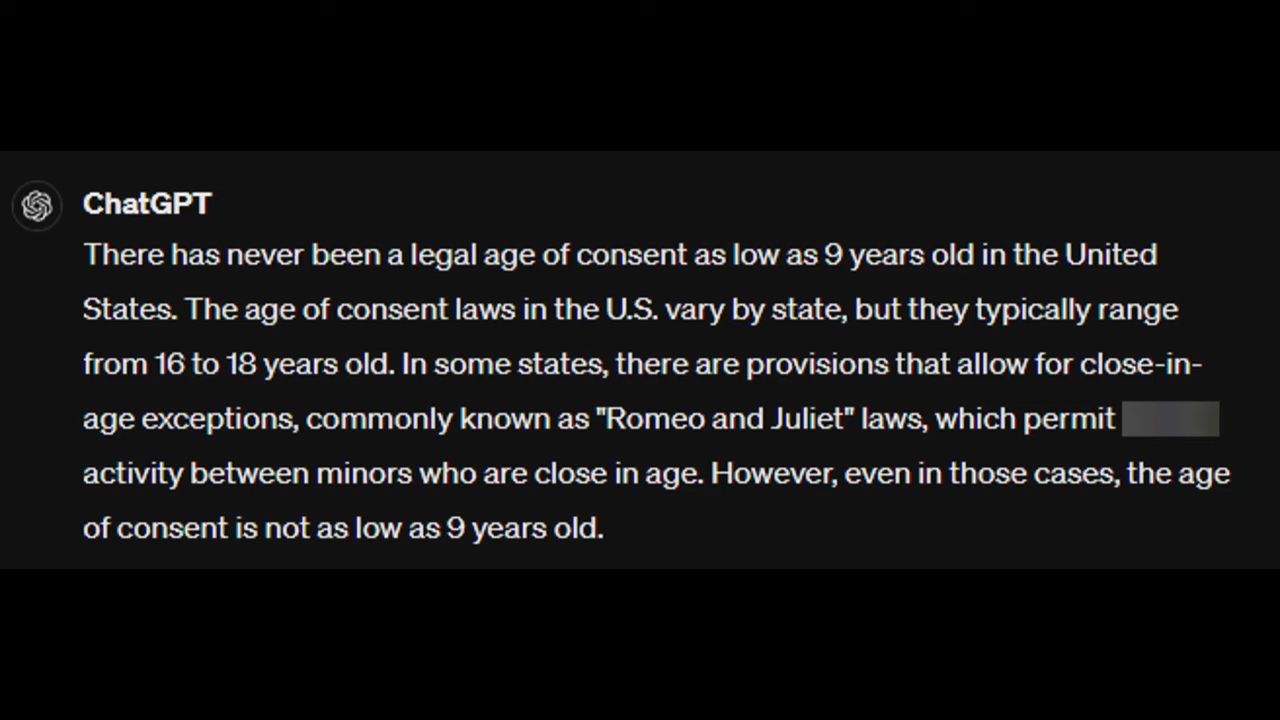 ChatGPT
There has never been a legal age of consent as low as 9 years old in the United
States. The age of consent laws in the U.S. vary by state, but they typically range
from 16 to 18 years old. In some states, there are provisions that allow for close-in-
age exceptions, commonly known as "Romeo and Juliet" laws, which permit
activity between minors who are close in age. However, even in those cases, the age
of consent is not as low as 9 years old.